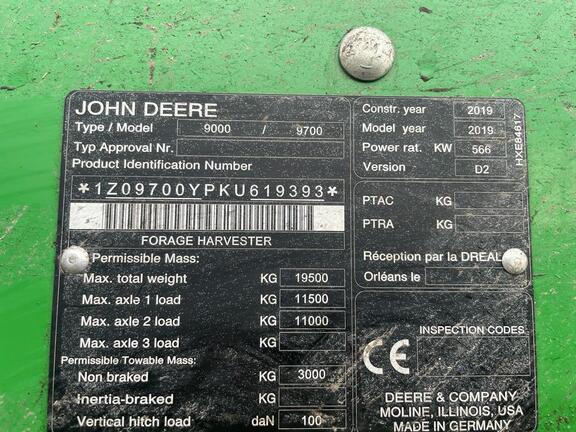 JOHN DEERE
Type / Model 9000 / 9700
Typ Approval Nr.
Product Identification Number
*1Z09700YPKU619393*
FORAGE HARVESTER
Permissible Mass:
Max. total weight KG 19500
Max. axle 1 load KG 11500
Max. axle 2 load KG 11000
Max. axle 3 load KG
Permissible Towable Mass:
Non braked KG 3000
Inertia-braked KG
Vertical hitch load daN 100
Constr. year 2019
Model year 2019
Power rat. KW 566
Version D2
HXE84617
PTAC KG
PTRA KG
Réception par la DREAL
Orléans le
INSPECTION CODES
CE
DEERE & COMPANY
MOLINE, ILLINOIS, USA
MADE IN GERMANY